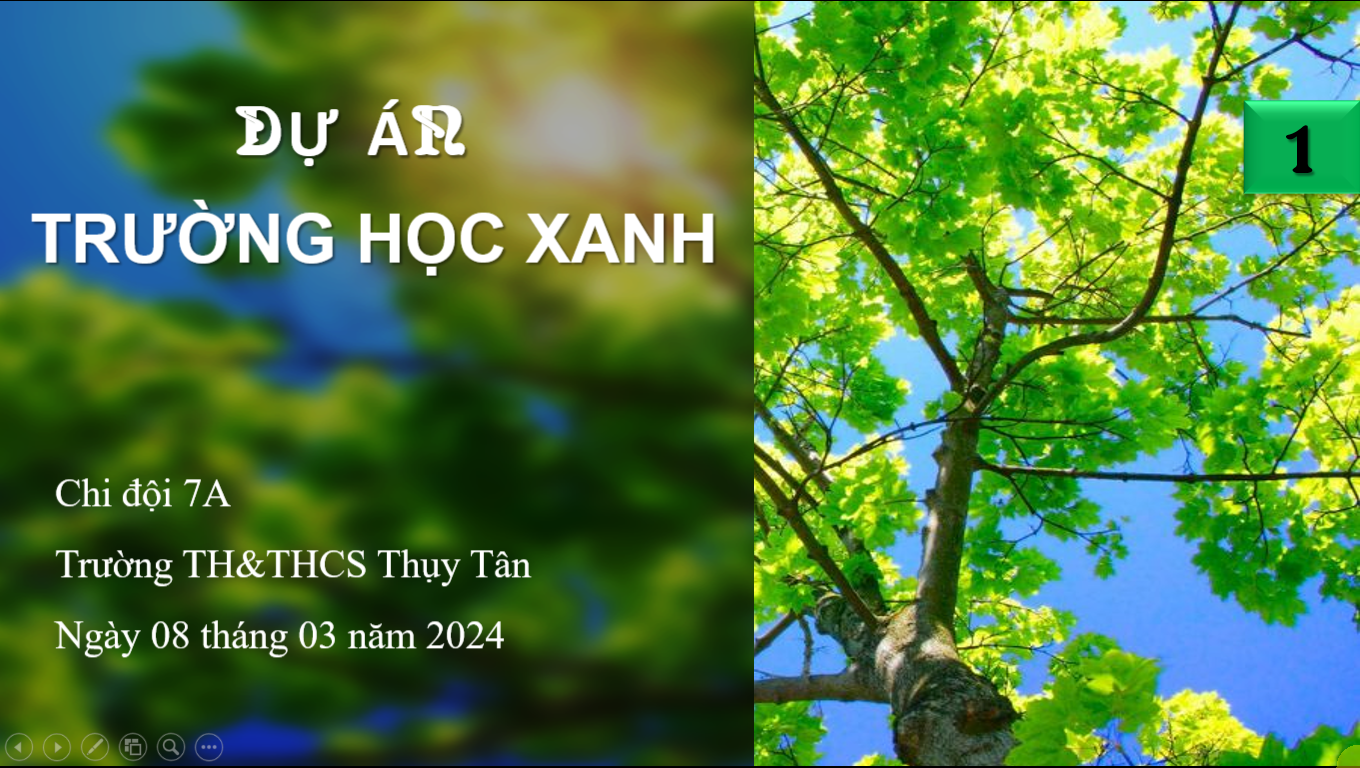 DỰ ÁN
TRƯỜNG HỌC XANH
1
Chi đội 7A
Trường TH&THCS Thụy Tân
Ngày 08 tháng 03 năm 2024